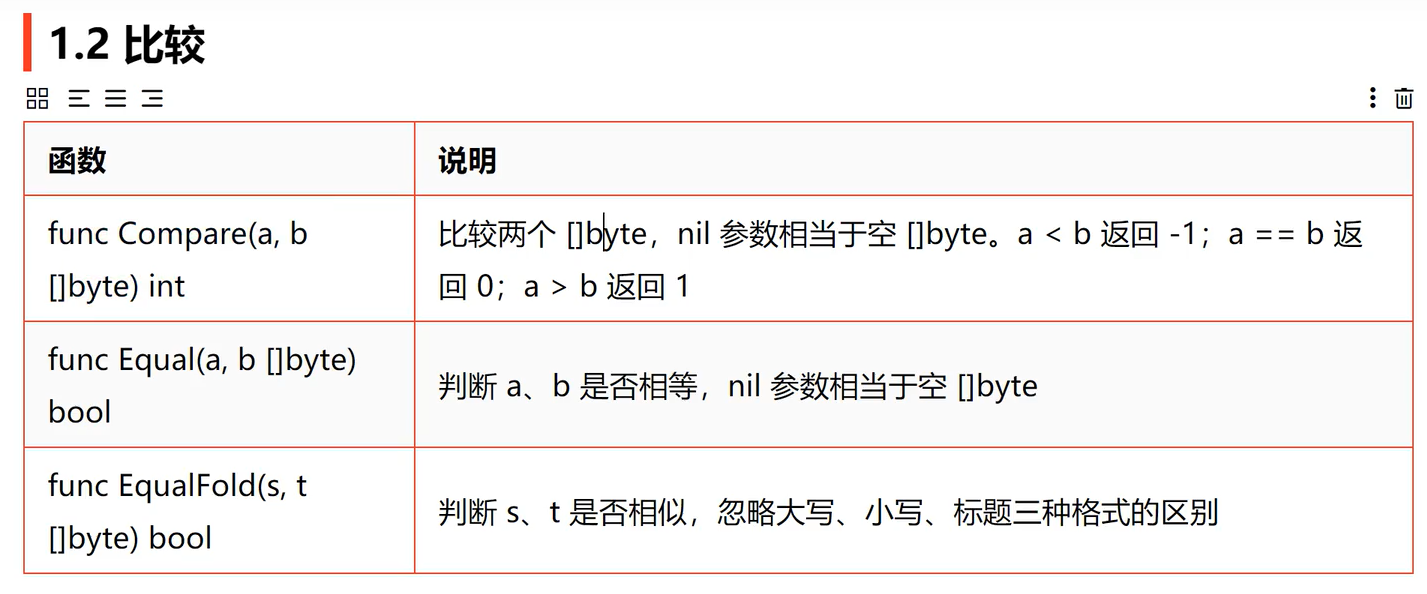 1.2 比较
函数
说明
func Compare(a, b
[]byte) int
比较两个 []byte，nil 参数相当于空 []byte。a < b 返回 -1；a == b 返
回 0；a > b 返回 1
func Equal(a, b []byte)
bool
判断 a、b 是否相等，nil 参数相当于空 []byte
func EqualFold(s, t
[]byte) bool
判断 s、t 是否相似，忽略大写、小写、标题三种格式的区别